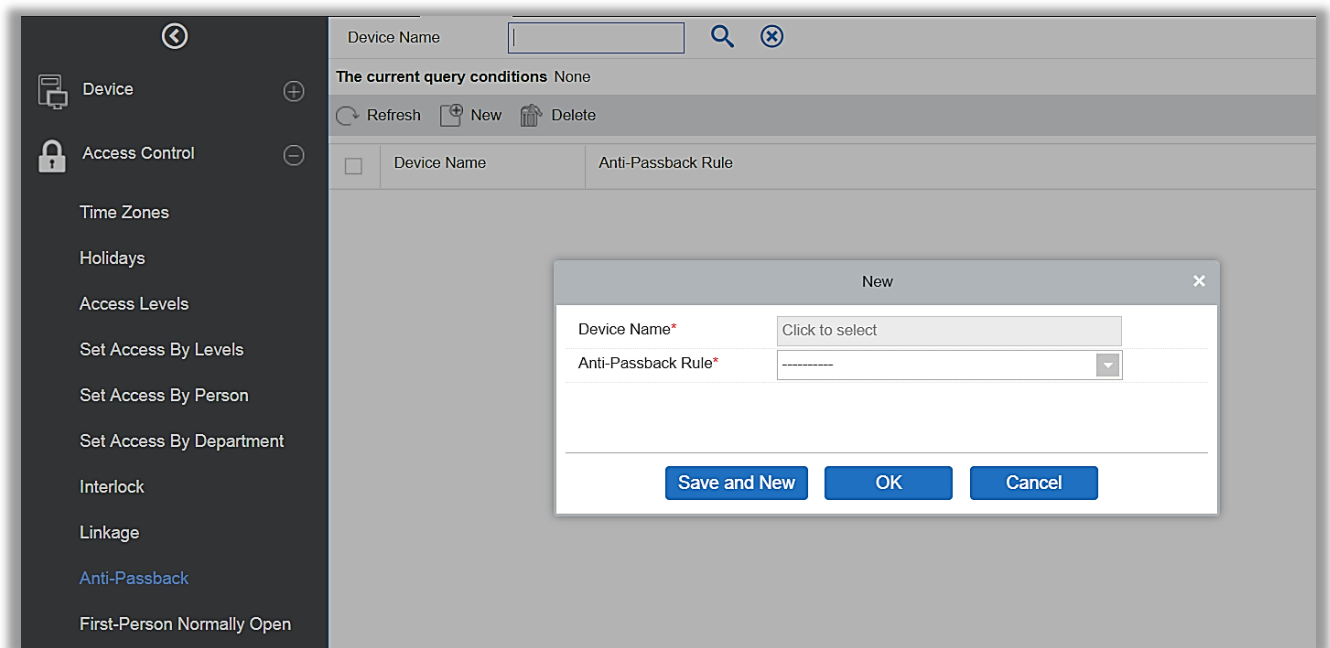 Device Name
The current query conditions None
Refresh New Delete
Device Name Anti-Passback Rule
Device
Access Control
Time Zones
Holidays
Access Levels
Set Access By Levels
Set Access By Person
Set Access By Department
Interlock
Linkage
Anti-Passback
First-Person Normally Open
New
Device Name* Click to select
Anti-Passback Rule* ----------
Save and New OK Cancel